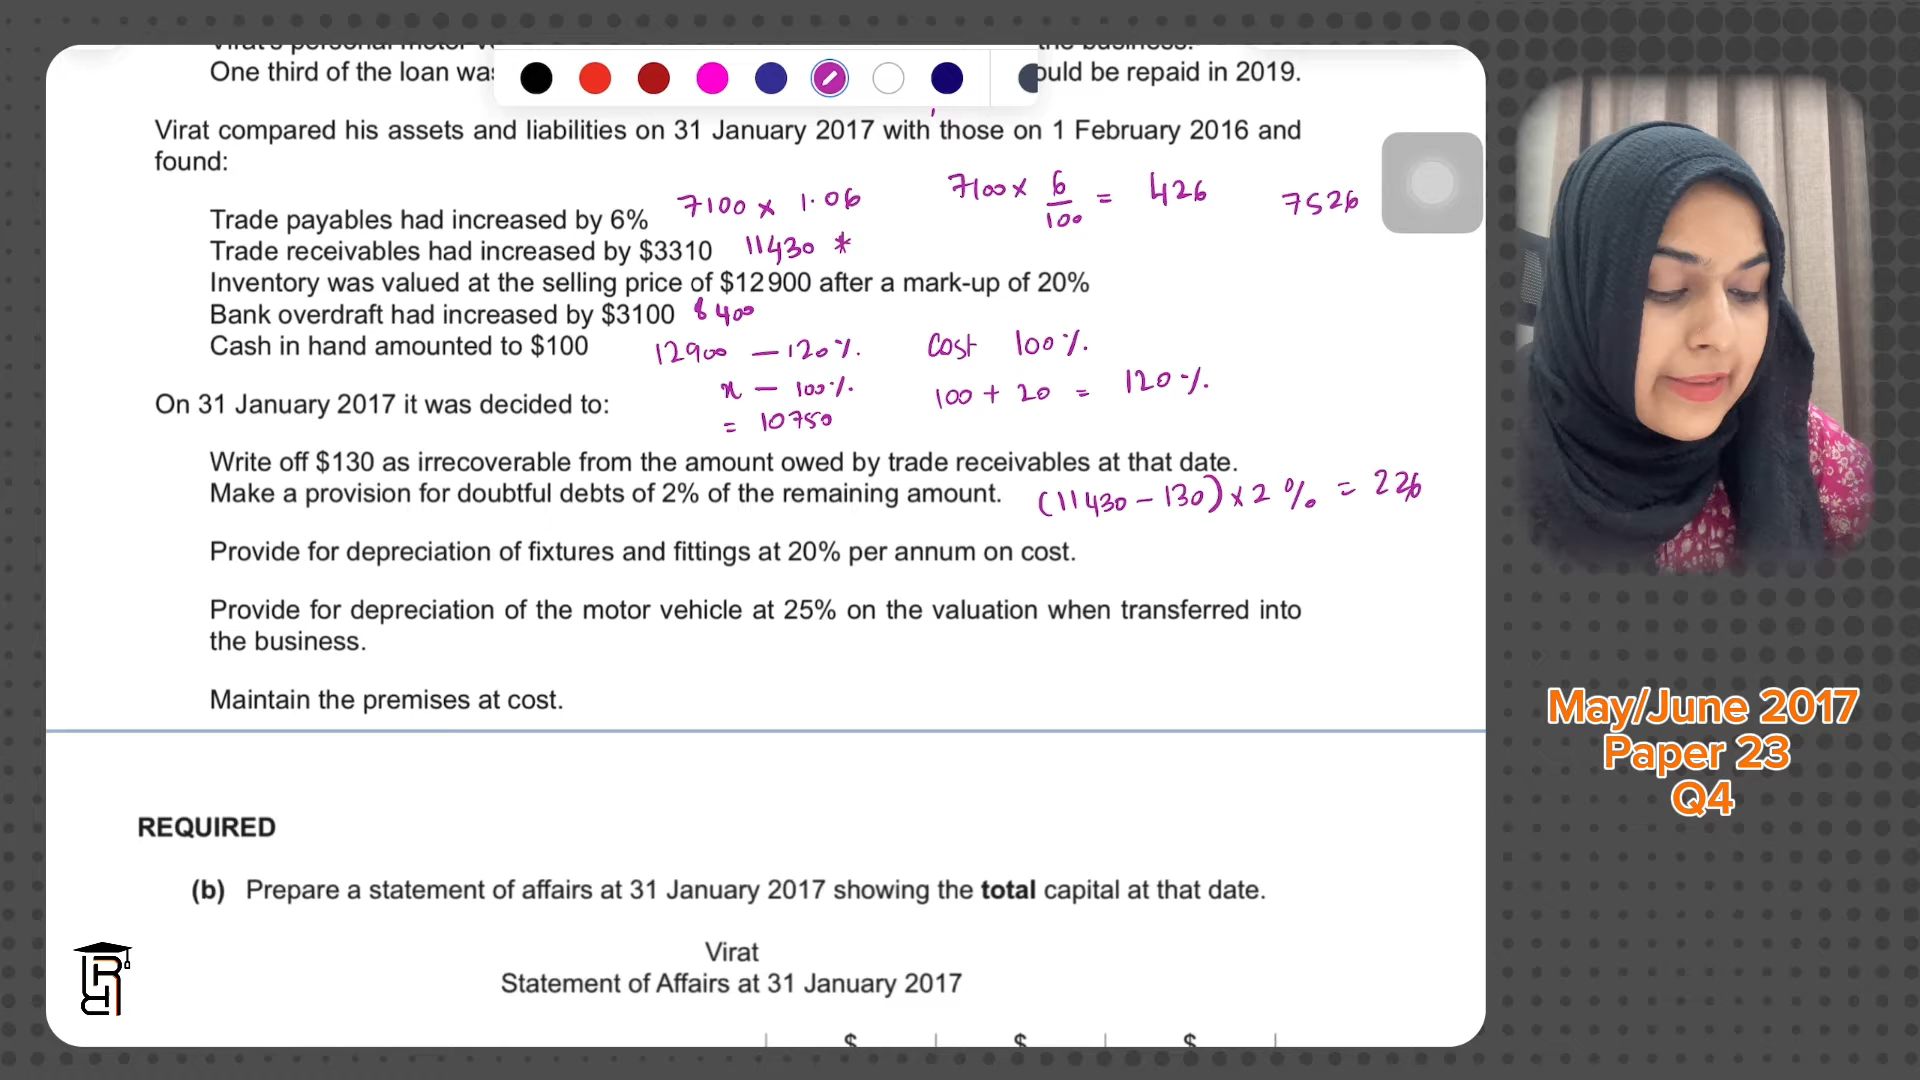 One third of the loan was
ould be repaid in 2019.
Virat compared his assets and liabilities on 31 January 2017 with those on 1 February 2016 and
found:
7100 × 6/100 = 426 7526
Trade payables had increased by 6% 7100 × 1.06
Trade receivables had increased by $3310 11430 *
Inventory was valued at the selling price of $12900 after a mark-up of 20%
Bank overdraft had increased by $3100 8400
Cash in hand amounted to $100 12900 – 120%. Cost 100%.
x – 100%. 100 + 20 = 120%.
On 31 January 2017 it was decided to:
= 10750
Write off $130 as irrecoverable from the amount owed by trade receivables at that date.
Make a provision for doubtful debts of 2% of the remaining amount. (11430 – 130) × 2% = 226
Provide for depreciation of fixtures and fittings at 20% per annum on cost.
Provide for depreciation of the motor vehicle at 25% on the valuation when transferred into
the business.
Maintain the premises at cost.
REQUIRED
(b) Prepare a statement of affairs at 31 January 2017 showing the total capital at that date.
Virat
Statement of Affairs at 31 January 2017
$ $ $
May/June 2017
Paper 23
Q4